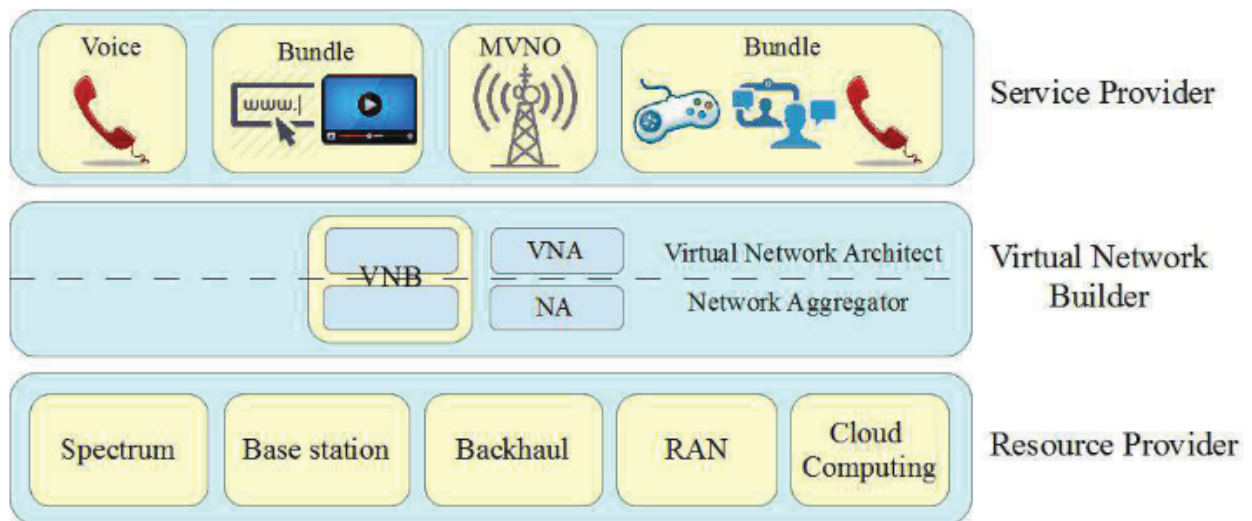 Voice
Bundle
MVNO
Bundle
www.|
Service Provider
VNB
VNA
Virtual Network Architect
NA
Network Aggregator
Virtual Network
Builder
Spectrum
Base station
Backhaul
RAN
Cloud
Computing
Resource Provider